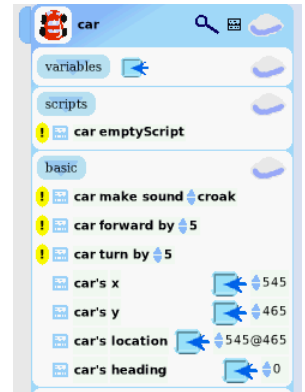 car
variables
scripts
! car emptyScript
basic
! car make sound croak
! car forward by 5
! car turn by 5
car's x 545
car's y 465
car's location 545@465
car's heading 0